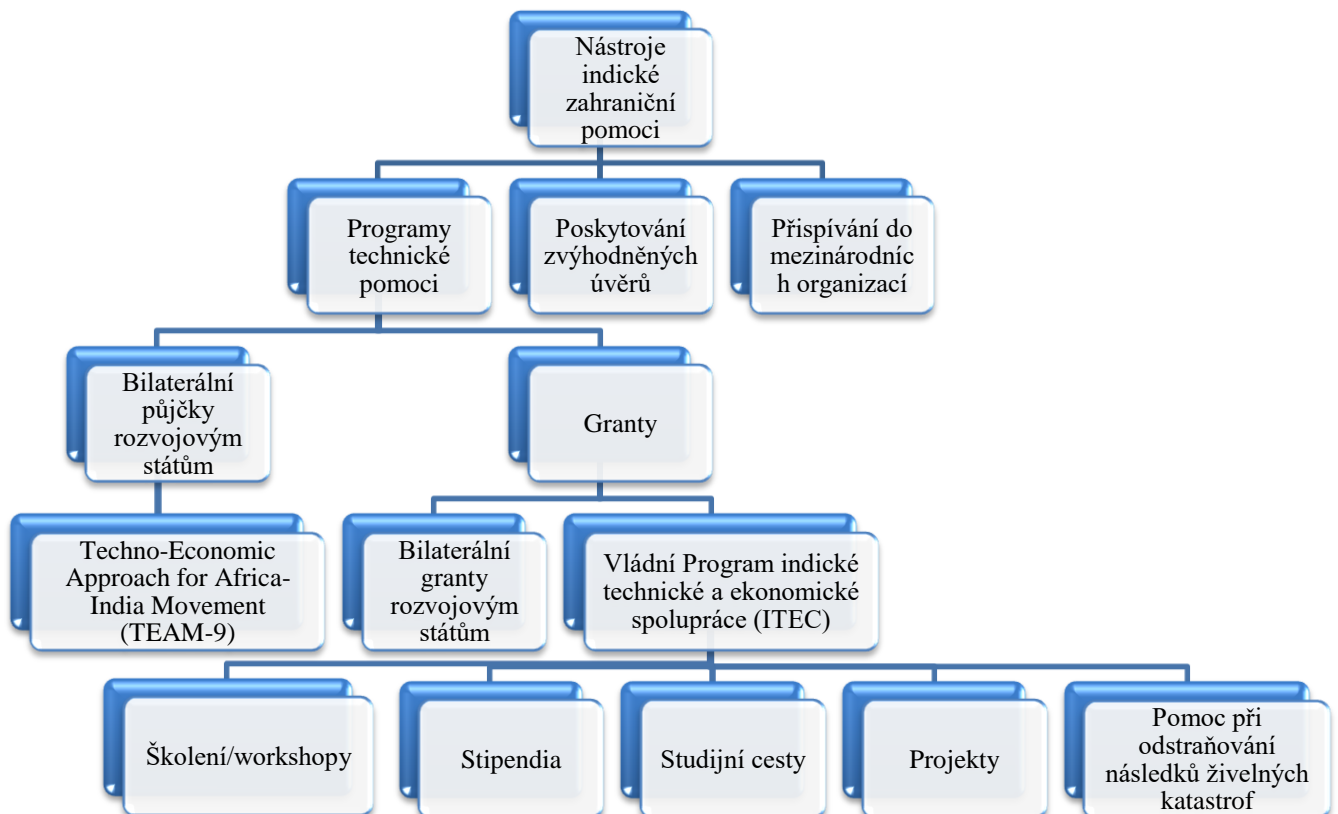 Nástroje
indické
zahraniční
pomoci
Programy
technické
pomoci
Poskytování
zvýhodněných
úvěrů
Přispívání do
mezinárodníc
h organizací
Bilaterální
půjčky
rozvojovým
státům
Granty
Techno-Economic
Approach for Africa-
India Movement
(TEAM-9)
Bilaterální
granty
rozvojovým
státům
Vládní Program indické
technické a ekonomické
spolupráce (ITEC)
Školení/workshopy
Stipendia
Studijní cesty
Projekty
Pomoc při
odstraňování
následků živelných
katastrof